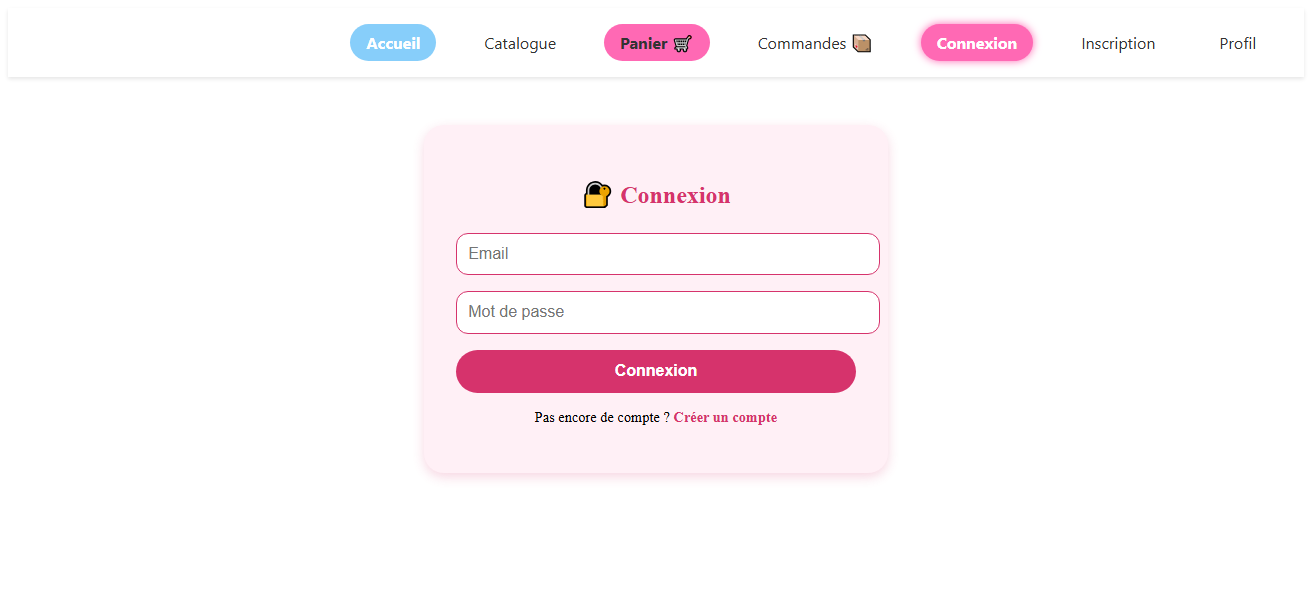 Accueil Catalogue Panier 🛒 Commandes 📦 Connexion Inscription Profil
🔐 Connexion
Email
Mot de passe
Connexion
Pas encore de compte ? Créer un compte